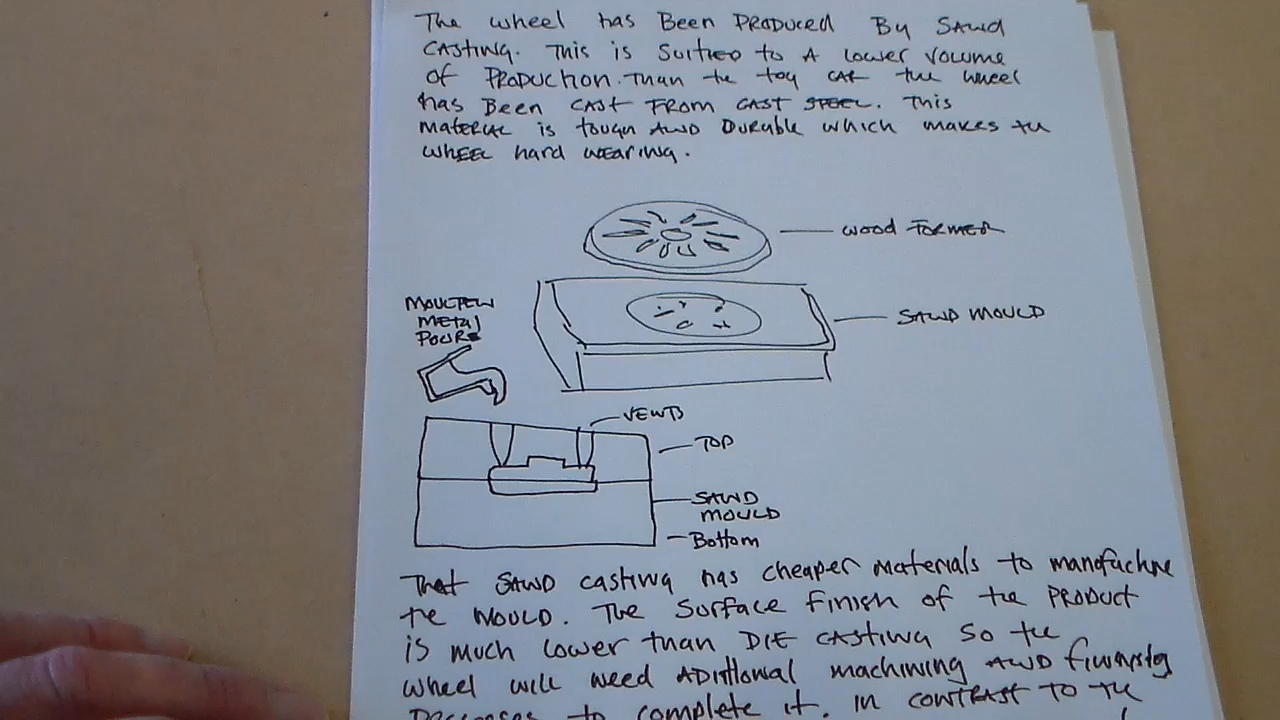 The wheel has Been PRODUCED By SAND
CASTING. This is Suited to A lower volume
of PRODUCTION. Than the toy CAR the wheel
has Been CAST FROM CAST STEEL. This
material is tough AND DURABLE which makes the
WHEEL hard WEARING.
wood FORMER
MOULTEN
METAL
POURS
SAND MOULD
VENTS
TOP
SAND
MOULD
Bottom
That SAND casting has cheaper materials to manufacture
the MOULD. The surface finish of the PRODUCT
is much lower than DIE CASTING so the
wheel will need ADDITIONAL machining AND
to complete it. in CONTRAST to the